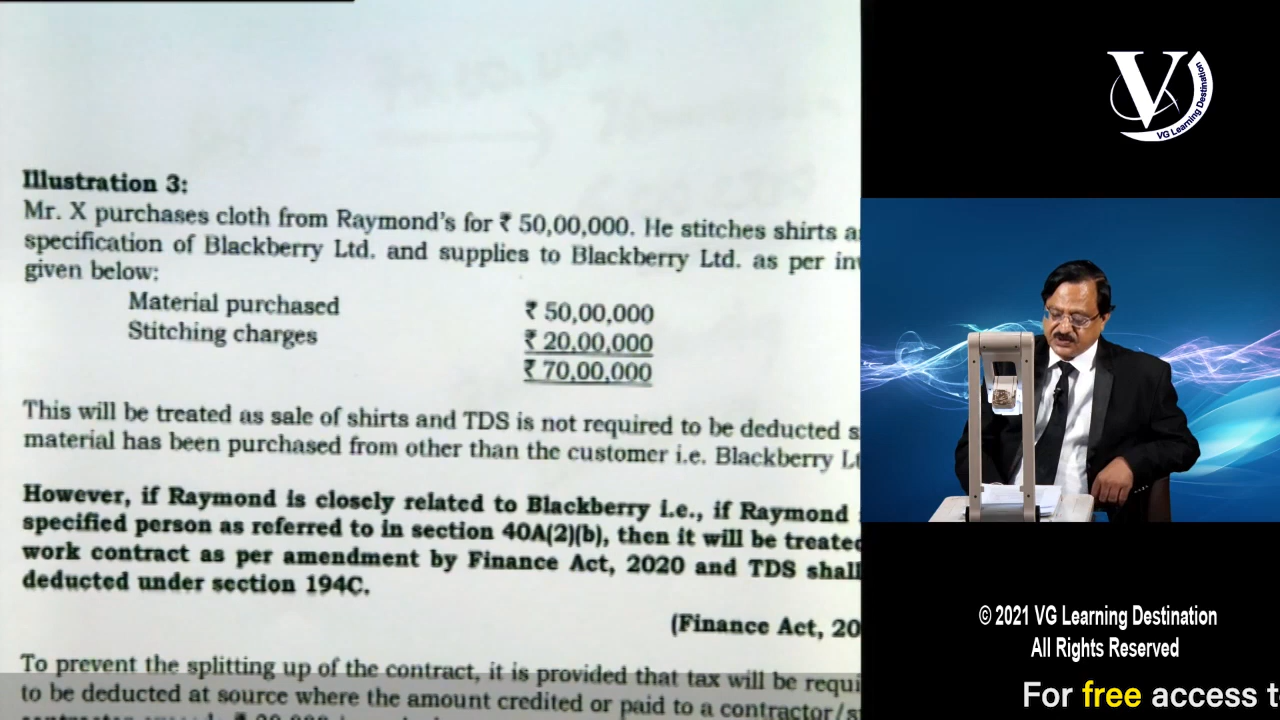 Illustration 3:
Mr. X purchases cloth from Raymond's for ₹ 50,00,000. He stitches shirts
specification of Blackberry Ltd. and supplies to Blackberry Ltd. as per
given below:
Material purchased ₹ 50,00,000
Stitching charges ₹ 20,00,000
₹ 70,00,000
This will be treated as sale of shirts and TDS is not required to be deducted
material has been purchased from other than the customer i.e. Blackberry
However, if Raymond is closely related to Blackberry i.e., if Raymond
specified person as referred to in section 40A(2)(b), then it will be treated
work contract as per amendment by Finance Act, 2020 and TDS shall
deducted under section 194C.
(Finance Act, 20
To prevent the splitting up of the contract, it is provided that tax will be
to be deducted at source where the amount credited or paid to a contractor/
V
VG Learning Destination
© 2021 VG Learning Destination
All Rights Reserved
For free access